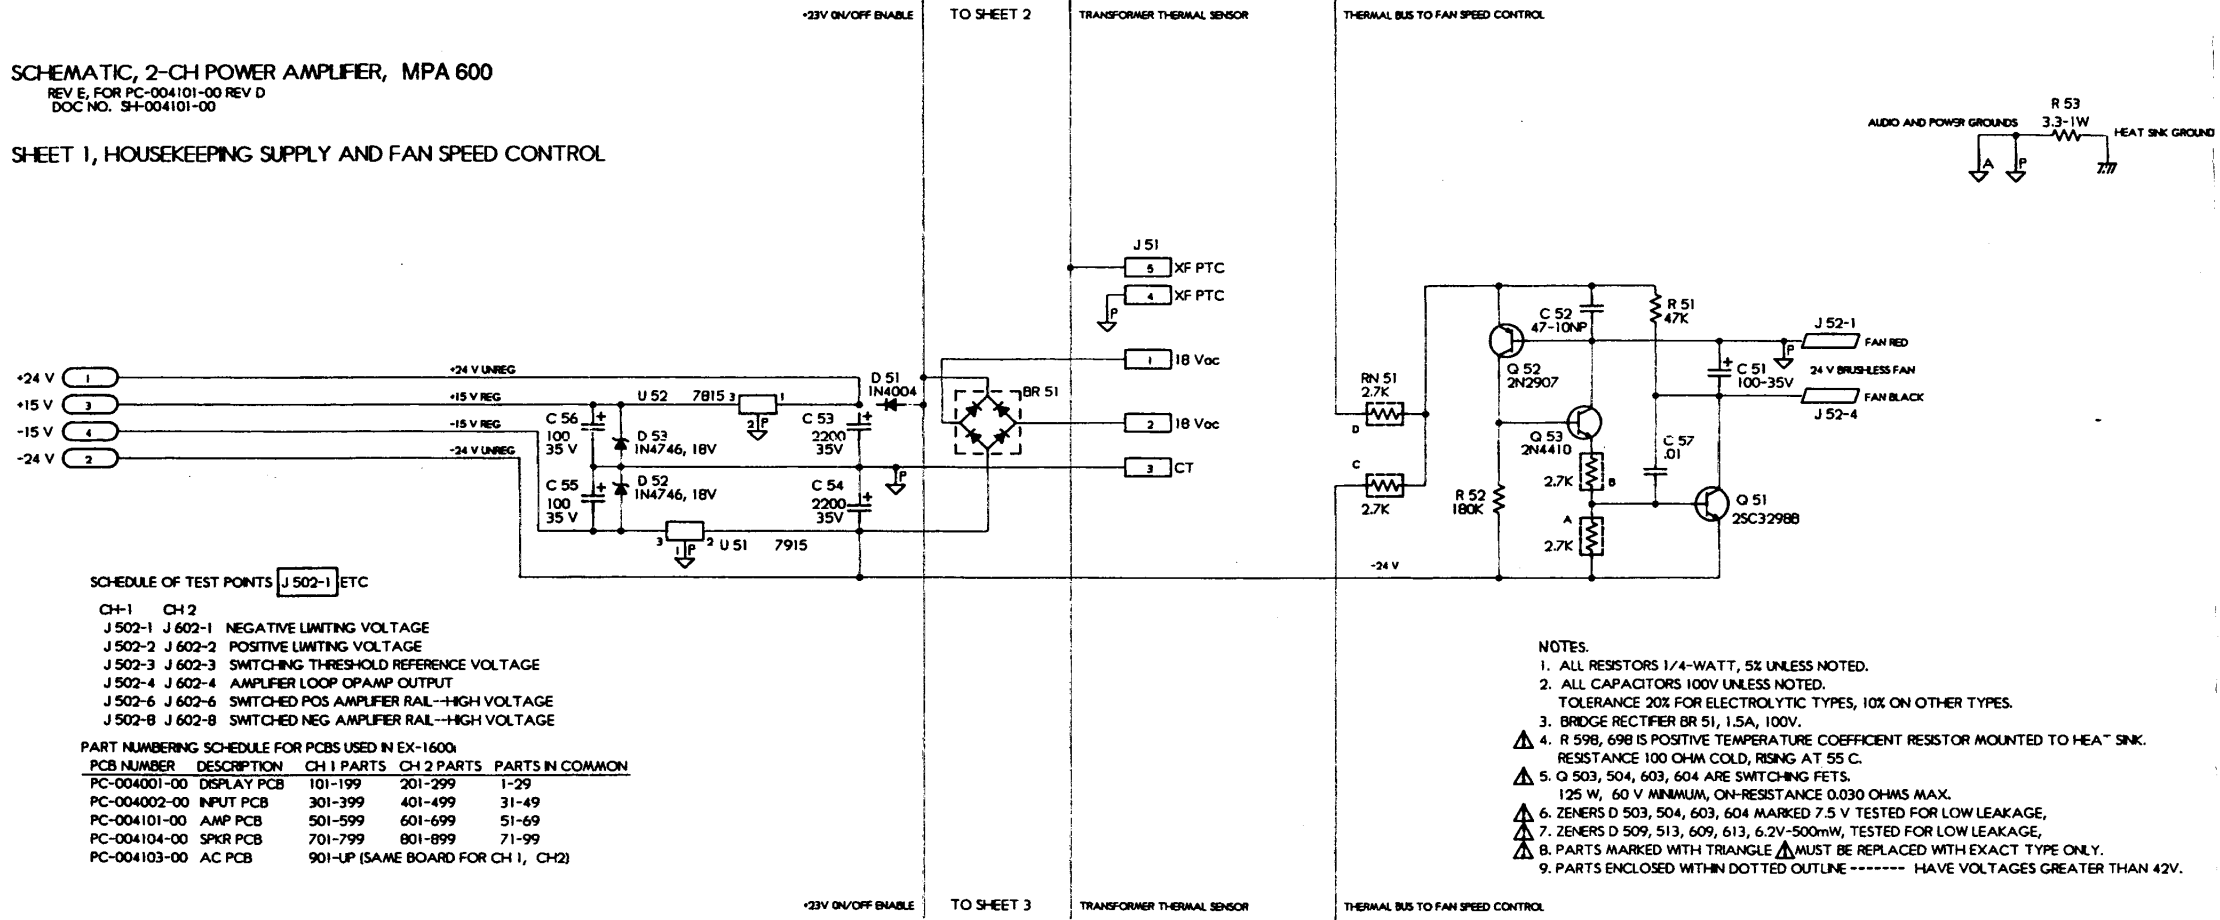 +23V ON/OFF ENABLE
TO SHEET 2
TRANSFORMER THERMAL SENSOR
THERMAL BUS TO FAN SPEED CONTROL
SCHEMATIC, 2-CH POWER AMPLIFIER, MPA 600
REV E, FOR PC-004101-00 REV D
DOC NO. SH-004101-00
SHEET 1, HOUSEKEEPING SUPPLY AND FAN SPEED CONTROL
R 53
3.3-1W
AUDIO AND POWER GROUNDS
HEAT SINK GROUND
A
P
J 51
5 XF PTC
4 XF PTC
P
1 18 Vac
2 18 Vac
3 CT
+24 V 1
+15 V 3
-15 V 4
-24 V 2
+24 V UNREG
+15 V REG
-15 V REG
-24 V UNREG
U 52 7815 3 1
2 P
D 51
1N4004
BR 51
C 56
100
35 V
+
D 53
1N4746, 18V
C 53
2200
35V
+
C 55
100
35 V
+
D 52
1N4746, 18V
C 54
2200
35V
+
P
3 2 U 51 7915
1 P
RN 51
2.7K
D
C
2.7K
C 52
47-10NP
R 51
47K
Q 52
2N2907
Q 53
2N4410
2.7K
B
A
2.7K
R 52
180K
C 57
.01
Q 51
2SC3298B
+
C 51
100-35V
P
J 52-1
FAN RED
24 V BRUSHLESS FAN
FAN BLACK
J 52-4
-24 V
SCHEDULE OF TEST POINTS J 502-1 ETC
CH-1 CH 2
J 502-1 J 602-1 NEGATIVE LIMITING VOLTAGE
J 502-2 J 602-2 POSITIVE LIMITING VOLTAGE
J 502-3 J 602-3 SWITCHING THRESHOLD REFERENCE VOLTAGE
J 502-4 J 602-4 AMPLIFIER LOOP OPAMP OUTPUT
J 502-6 J 602-6 SWITCHED POS AMPLIFER RAIL--HIGH VOLTAGE
J 502-8 J 602-8 SWITCHED NEG AMPLIFER RAIL--HIGH VOLTAGE
PART NUMBERING SCHEDULE FOR PCBS USED IN EX-1600:
PCB NUMBER DESCRIPTION CH 1 PARTS CH 2 PARTS PARTS IN COMMON
PC-004001-00 DISPLAY PCB 101-199 201-299 1-29
PC-004002-00 INPUT PCB 301-399 401-499 31-49
PC-004101-00 AMP PCB 501-599 601-699 51-69
PC-004104-00 SPKR PCB 701-799 801-899 71-99
PC-004103-00 AC PCB 901-UP (SAME BOARD FOR CH 1, CH2)
NOTES.
1. ALL RESISTORS 1/4-WATT, 5% UNLESS NOTED.
2. ALL CAPACITORS 100V UNLESS NOTED.
TOLERANCE 20% FOR ELECTROLYTIC TYPES, 10% ON OTHER TYPES.
3. BRIDGE RECTIFIER BR 51, 1.5A, 100V.
4. R 598, 698 IS POSITIVE TEMPERATURE COEFFICENT RESISTOR MOUNTED TO HEAT SINK.
RESISTANCE 100 OHM COLD, RISING AT 55 C.
5. Q 503, 504, 603, 604 ARE SWITCHING FETS.
125 W, 60 V MINIMUM, ON-RESISTANCE 0.030 OHMS MAX.
6. ZENERS D 503, 504, 603, 604 MARKED 7.5 V TESTED FOR LOW LEAKAGE,
7. ZENERS D 509, 513, 609, 613, 6.2V-500mW, TESTED FOR LOW LEAKAGE,
8. PARTS MARKED WITH TRIANGLE MUST BE REPLACED WITH EXACT TYPE ONLY.
9. PARTS ENCLOSED WITHIN DOTTED OUTLINE ------- HAVE VOLTAGES GREATER THAN 42V.
+23V ON/OFF ENABLE
TO SHEET 3
TRANSFORMER THERMAL SENSOR
THERMAL BUS TO FAN SPEED CONTROL